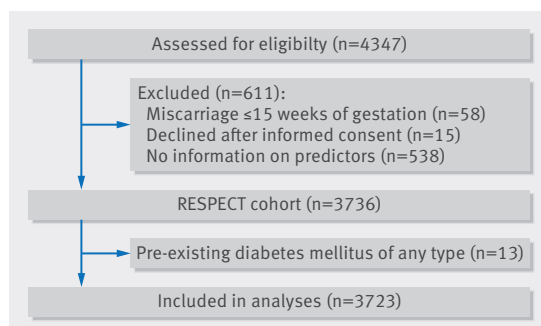 Assessed for eligibilty (n=4347)
Excluded (n=611):
Miscarriage ≤15 weeks of gestation (n=58)
Declined after informed consent (n=15)
No information on predictors (n=538)
RESPECT cohort (n=3736)
Pre-existing diabetes mellitus of any type (n=13)
Included in analyses (n=3723)